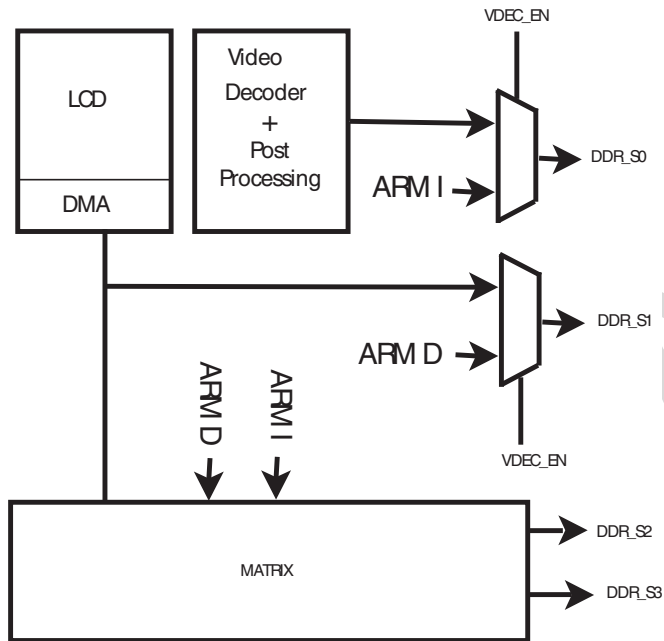 VDEC_EN
LCD
DMA
Video
Decoder
+
Post
Processing
ARM I
DDR_S0
ARM D
DDR_S1
VDEC_EN
ARM D
ARM I
MATRIX
DDR_S2
DDR_S3